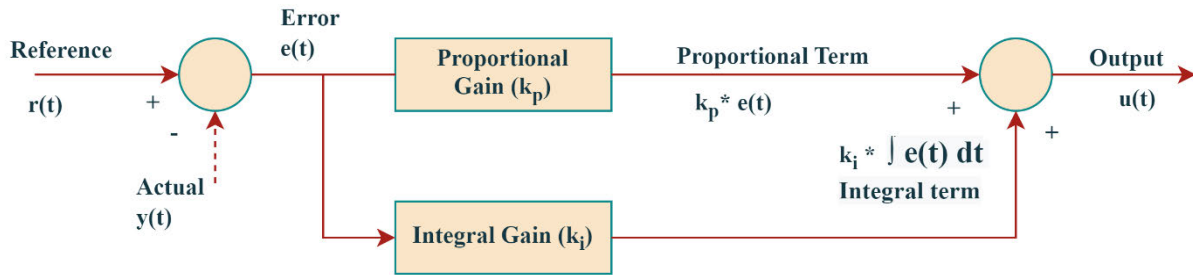 Reference
r(t)
+
-
Actual
y(t)
Error
e(t)
Proportional
Gain (kₚ)
Proportional Term
kₚ* e(t)
+
kᵢ * ∫ e(t) dt
Integral term
+
Output
u(t)
Integral Gain (kᵢ)